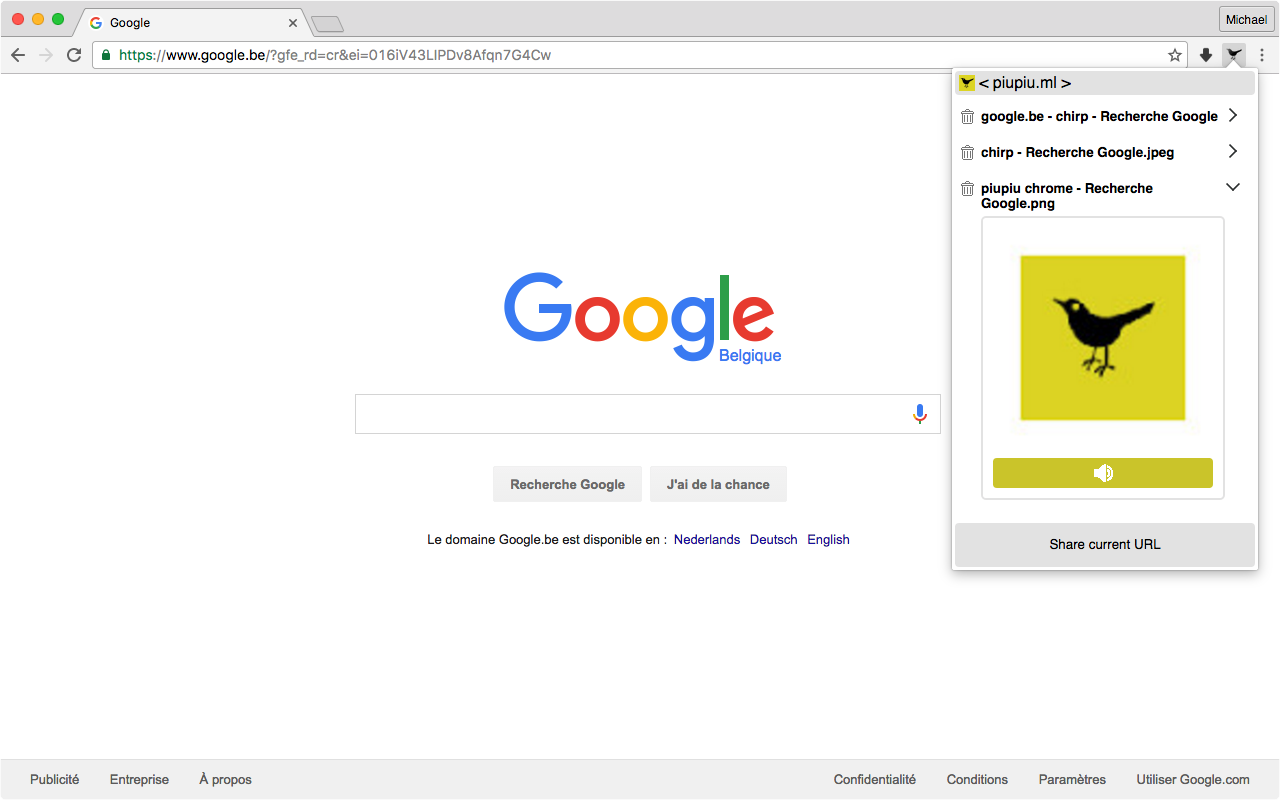 Google
Michael
https://www.google.be/?gfe_rd=cr&ei=016iV43LIPDv8Afqn7G4Cw
< piupiu.ml >
google.be - chirp - Recherche Google
chirp - Recherche Google.jpeg
piupiu chrome - Recherche
Google.png
Share current URL
Google
Belgique
Recherche Google
J'ai de la chance
Le domaine Google.be est disponible en : Nederlands Deutsch English
Publicité Entreprise À propos
Confidentialité Conditions Paramètres Utiliser Google.com